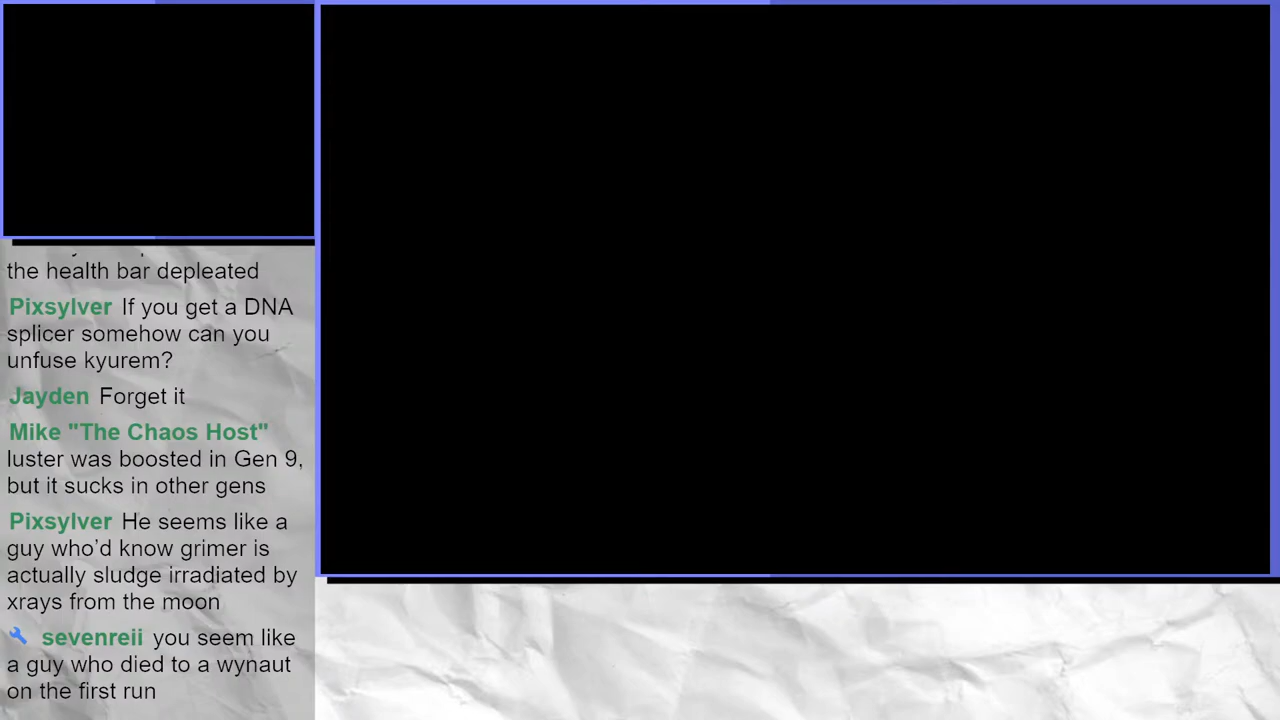 the health bar depleated
Pixsylver If you get a DNA
splicer somehow can you
unfuse kyurem?
Jayden Forget it
Mike "The Chaos Host"
luster was boosted in Gen 9,
but it sucks in other gens
Pixsylver He seems like a
guy who’d know grimer is
actually sludge irradiated by
xrays from the moon
sevenreii you seem like
a guy who died to a wynaut
on the first run